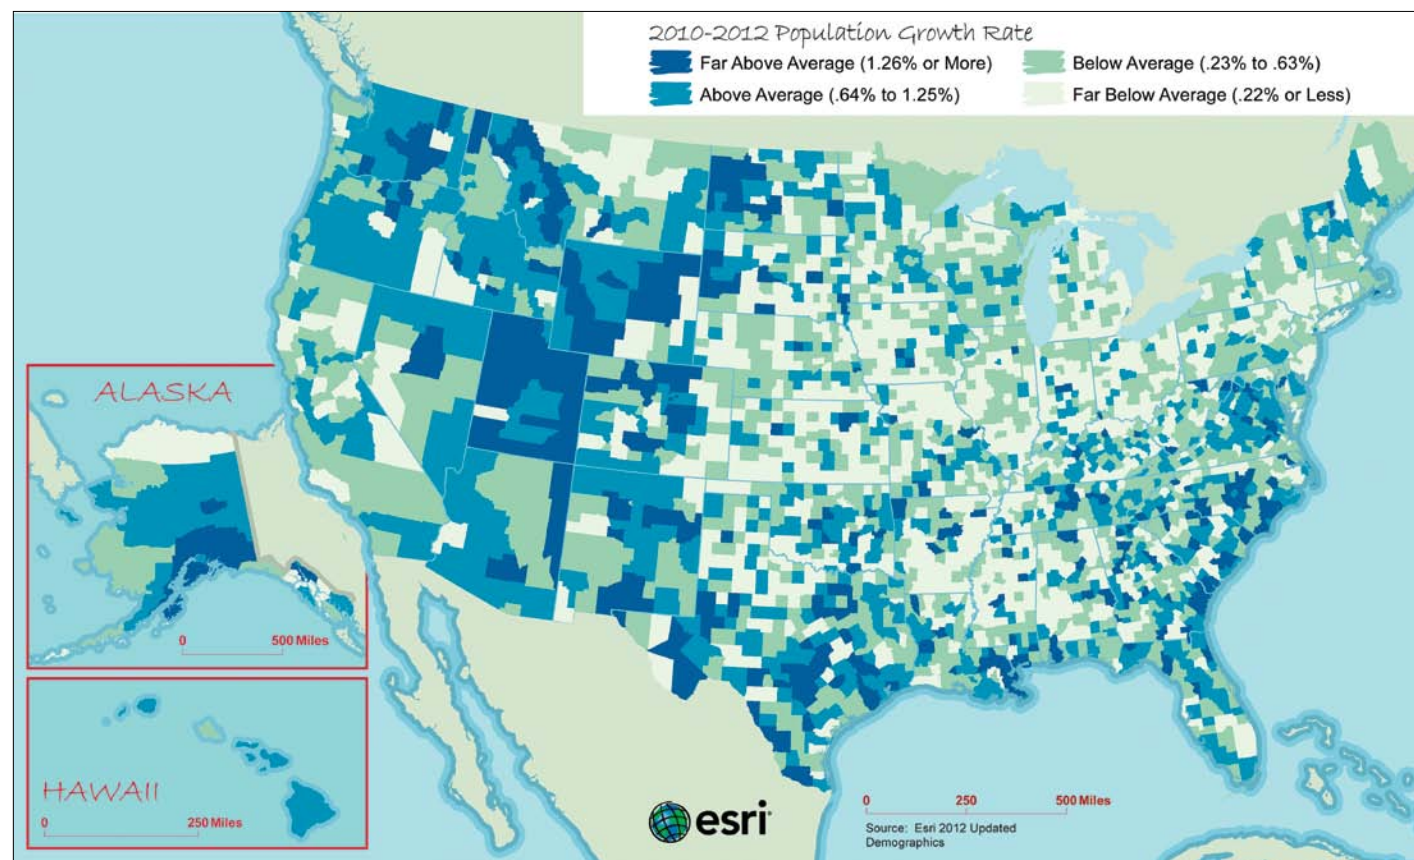 2010-2012 Population Growth Rate
Far Above Average (1.26% or More)
Above Average (.64% to 1.25%)
Below Average (.23% to .63%)
Far Below Average (.22% or Less)
ALASKA
0 500 Miles
HAWAII
0 250 Miles
esri
0 250 500 Miles
Source: Esri 2012 Updated
Demographics